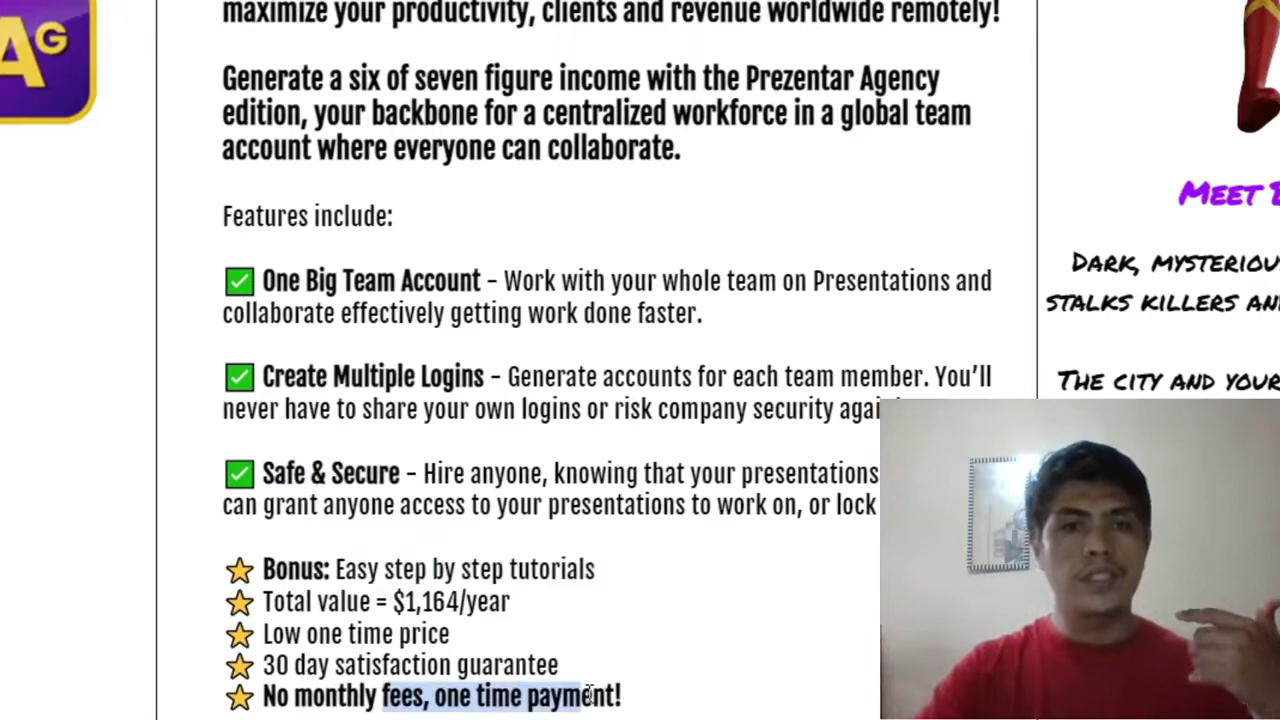 AG
maximize your productivity, clients and revenue worldwide remotely!
Generate a six of seven figure income with the Prezentar Agency
edition, your backbone for a centralized workforce in a global team
account where everyone can collaborate.
Features include:
✅ One Big Team Account - Work with your whole team on Presentations and
collaborate effectively getting work done faster.
✅ Create Multiple Logins - Generate accounts for each team member. You'll
never have to share your own logins or risk company security
✅ Safe & Secure - Hire anyone, knowing that your presentations
can grant anyone access to your presentations to work on, or lock
⭐ Bonus: Easy step by step tutorials
⭐ Total value = $1,164/year
⭐ Low one time price
⭐ 30 day satisfaction guarantee
⭐ No monthly fees, one time payment!
MEET
DARK,
STALKS KILLERS
THE CITY AND YOUR